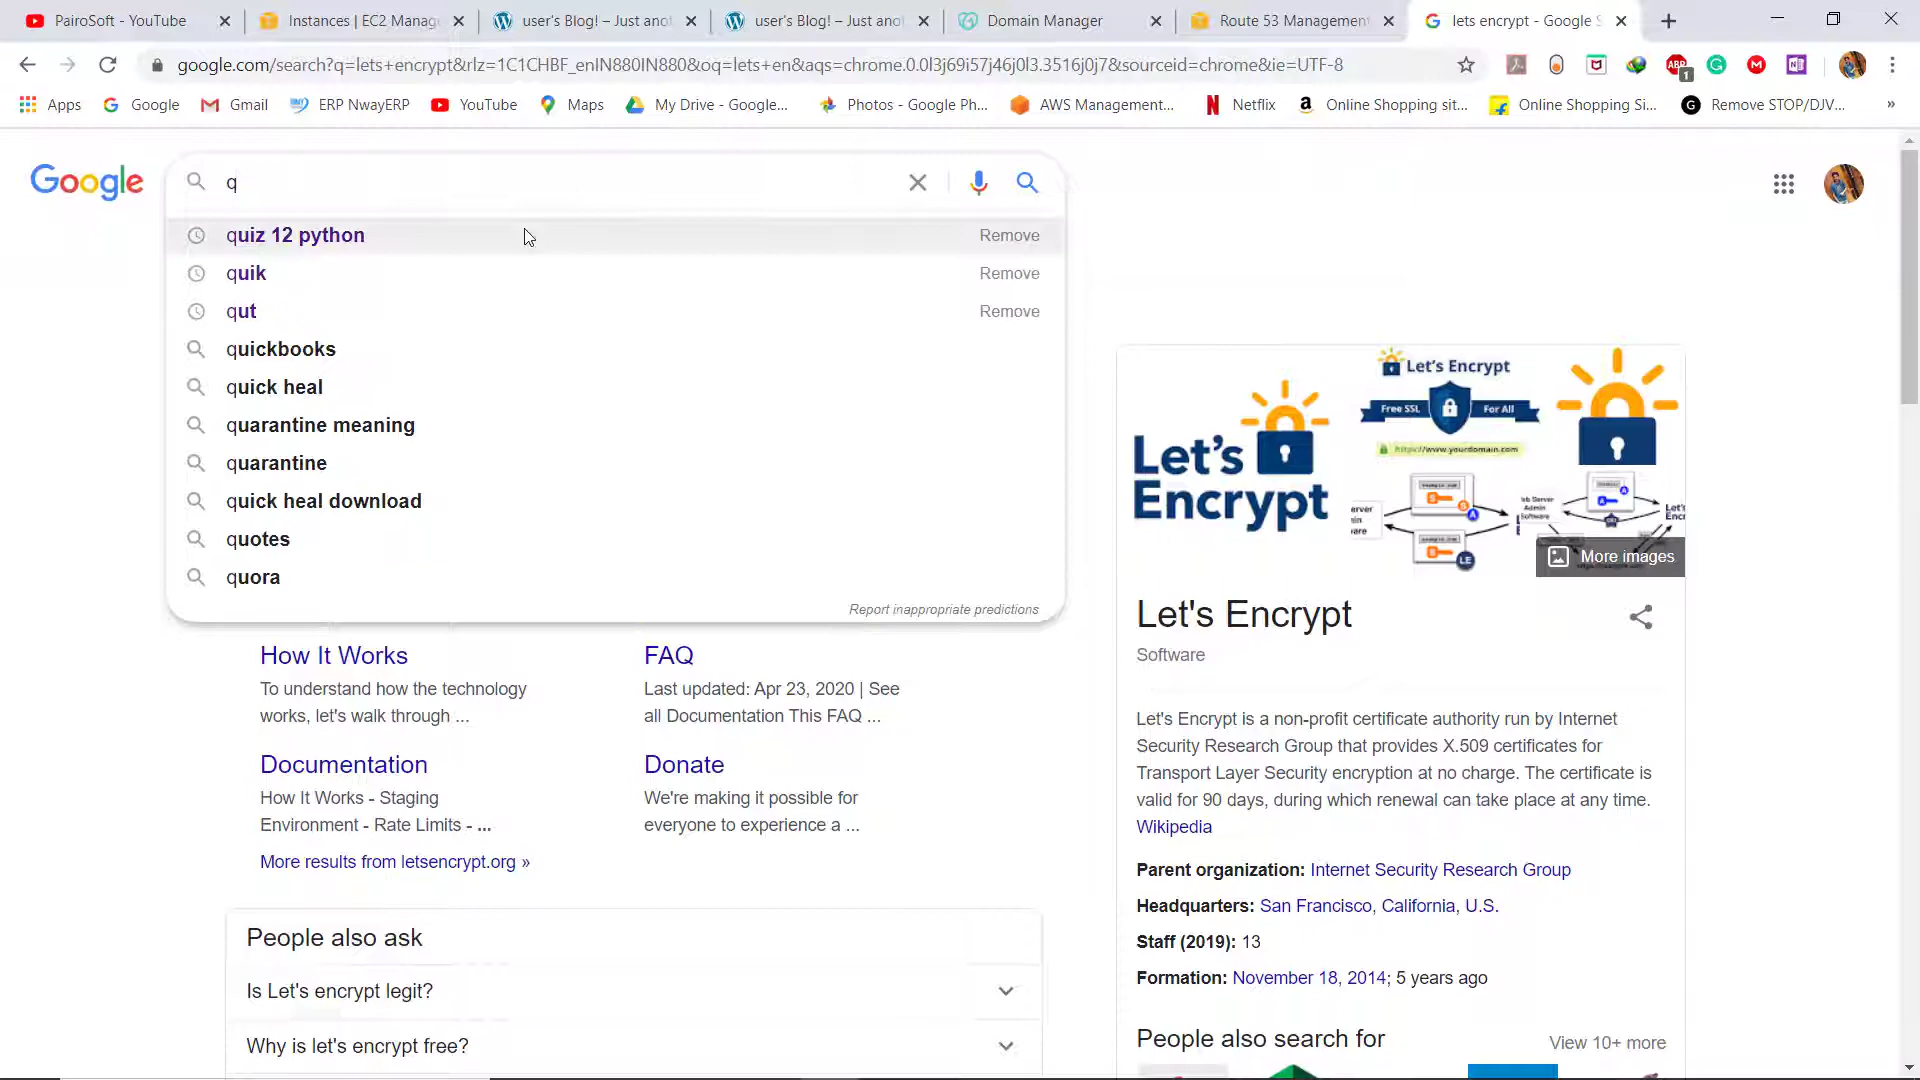 PairoSoft - YouTube
Instances | EC2 Manag
user's Blog! – Just anot
user's Blog! – Just anot
Domain Manager
Route 53 Management
lets encrypt - Google S
google.com/search?q=lets+encrypt&rlz=1C1CHBF_enIN880IN880&oq=lets+en&aqs=chrome.0.0l3j69i57j46j0l3.3516j0j7&sourceid=chrome&ie=UTF-8
ABP
1
Apps
Google
Gmail
ERP NwayERP
YouTube
Maps
My Drive - Google...
Photos - Google Ph...
AWS Management...
Netflix
Online Shopping sit...
Online Shopping Si...
Remove STOP/DJV...
»
Google
q
quiz 12 python
Remove
quik
Remove
qut
Remove
quickbooks
quick heal
quarantine meaning
quarantine
quick heal download
quotes
quora
Report inappropriate predictions
How It Works
To understand how the technology
works, let's walk through ...
FAQ
Last updated: Apr 23, 2020 | See
all Documentation This FAQ ...
Documentation
How It Works - Staging
Environment - Rate Limits - ...
Donate
We're making it possible for
everyone to experience a ...
More results from letsencrypt.org »
People also ask
Is Let's encrypt legit?
Why is let's encrypt free?
Let's
Encrypt
Let's Encrypt
Free SSL
For All
https://www.yourdomain.com
More images
Let's Encrypt
Software
Let's Encrypt is a non-profit certificate authority run by Internet
Security Research Group that provides X.509 certificates for
Transport Layer Security encryption at no charge. The certificate is
valid for 90 days, during which renewal can take place at any time.
Wikipedia
Parent organization: Internet Security Research Group
Headquarters: San Francisco, California, U.S.
Staff (2019): 13
Formation: November 18, 2014; 5 years ago
People also search for
View 10+ more